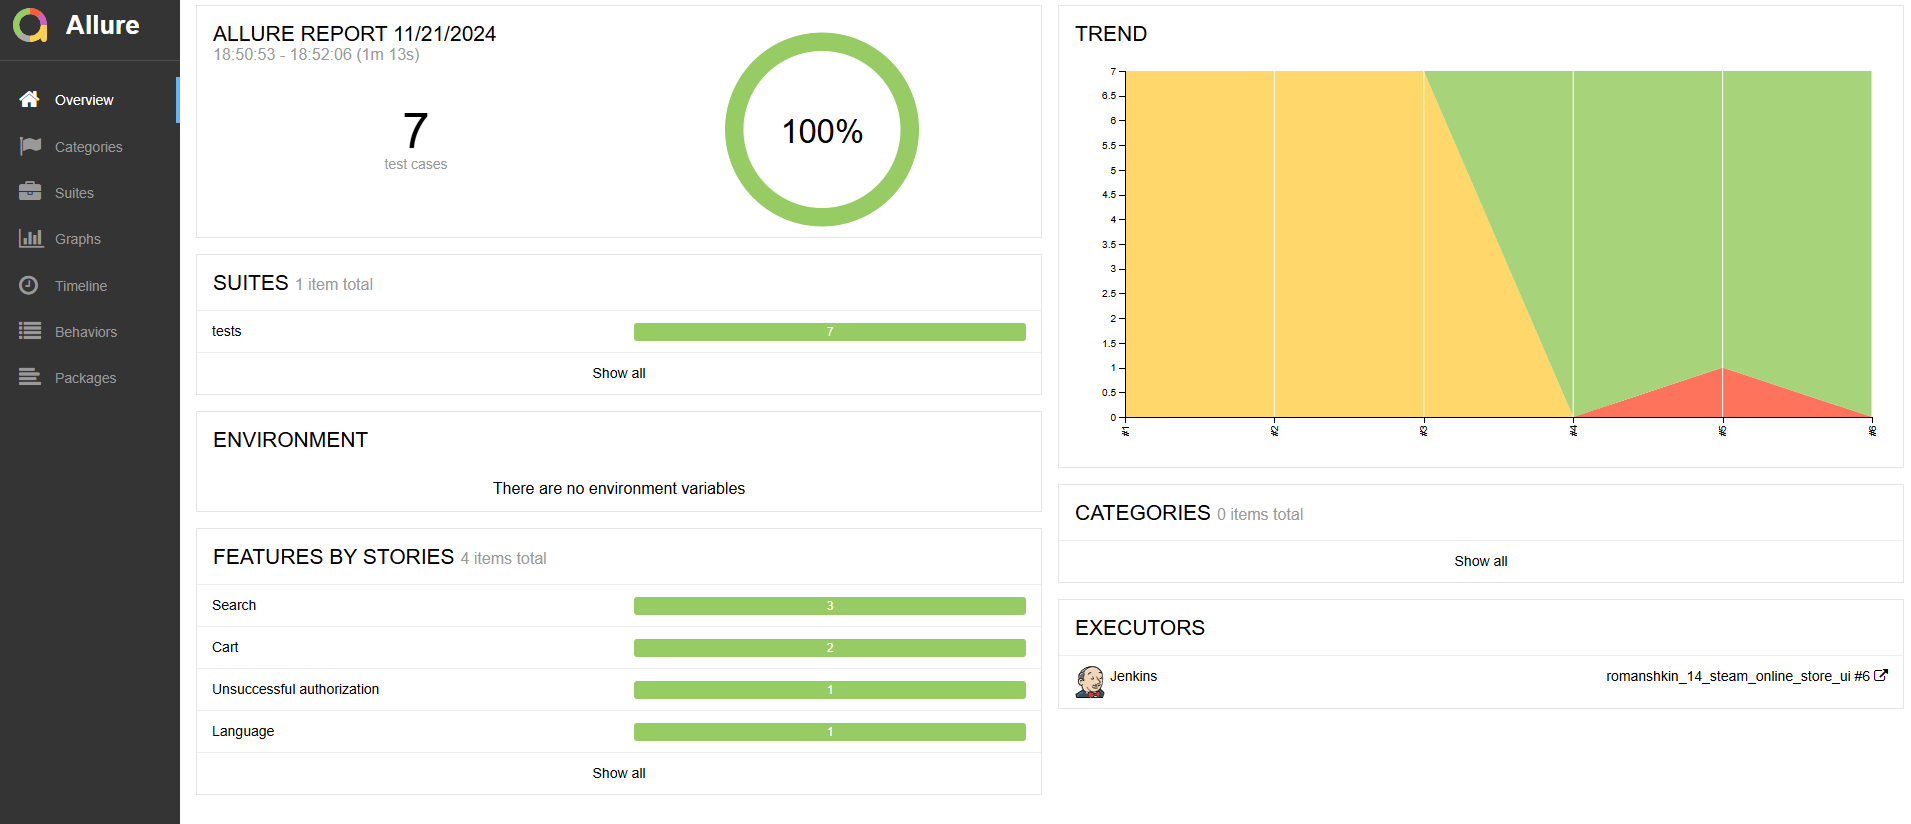 Allure
Overview
Categories
Suites
Graphs
Timeline
Behaviors
Packages
ALLURE REPORT 11/21/2024
18:50:53 - 18:52:06 (1m 13s)
7
test cases
100%
SUITES 1 item total
tests 7
Show all
ENVIRONMENT
There are no environment variables
FEATURES BY STORIES 4 items total
Search 3
Cart 2
Unsuccessful authorization 1
Language 1
Show all
TREND
7
6.5
6
5.5
5
4.5
4
3.5
3
2.5
2
1.5
1
0.5
0
#1 #2 #3 #4 #5 #6
CATEGORIES 0 items total
Show all
EXECUTORS
Jenkins romanshkin_14_steam_online_store_ui #6